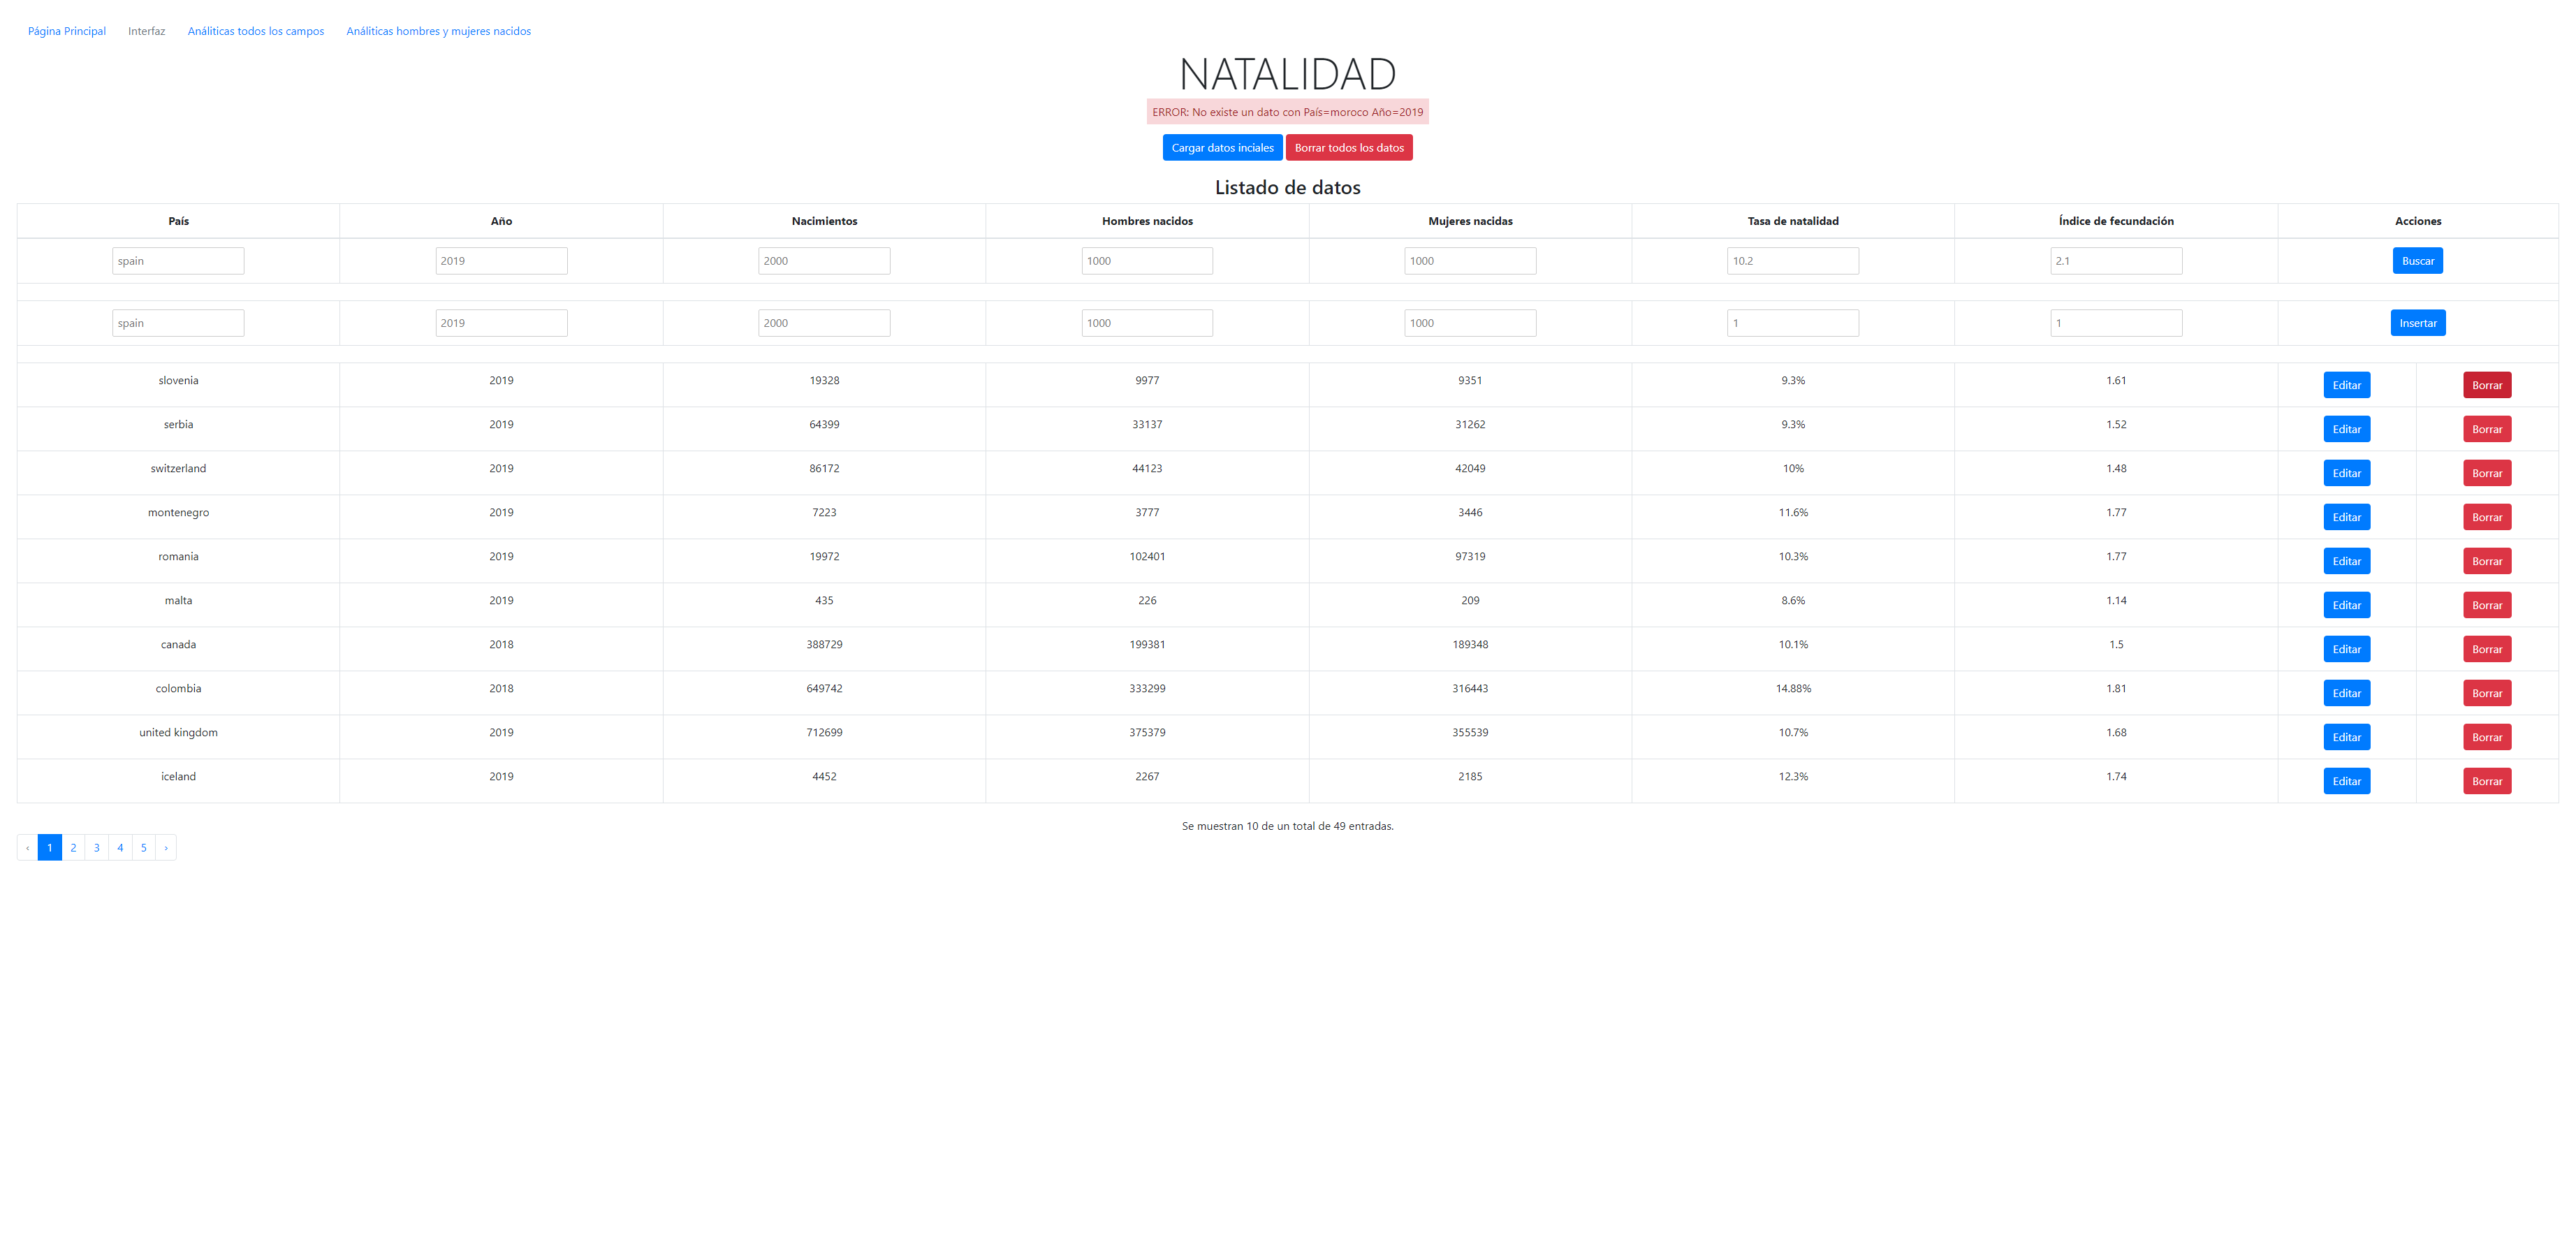 Página Principal Interfaz Análiticas todos los campos Análiticas hombres y mujeres nacidos
NATALIDAD
ERROR: No existe un dato con País=moroco Año=2019
Cargar datos inciales Borrar todos los datos
Listado de datos
País Año Nacimientos Hombres nacidos Mujeres nacidas Tasa de natalidad Índice de fecundación Acciones
spain 2019 2000 1000 1000 10.2 2.1 Buscar
spain 2019 2000 1000 1000 1 1 Insertar
slovenia 2019 19328 9977 9351 9.3% 1.61 Editar Borrar
serbia 2019 64399 33137 31262 9.3% 1.52 Editar Borrar
switzerland 2019 86172 44123 42049 10% 1.48 Editar Borrar
montenegro 2019 7223 3777 3446 11.6% 1.77 Editar Borrar
romania 2019 19972 102401 97319 10.3% 1.77 Editar Borrar
malta 2019 435 226 209 8.6% 1.14 Editar Borrar
canada 2018 388729 199381 189348 10.1% 1.5 Editar Borrar
colombia 2018 649742 333299 316443 14.88% 1.81 Editar Borrar
united kingdom 2019 712699 375379 355539 10.7% 1.68 Editar Borrar
iceland 2019 4452 2267 2185 12.3% 1.74 Editar Borrar
Se muestran 10 de un total de 49 entradas.
‹ 1 2 3 4 5 ›